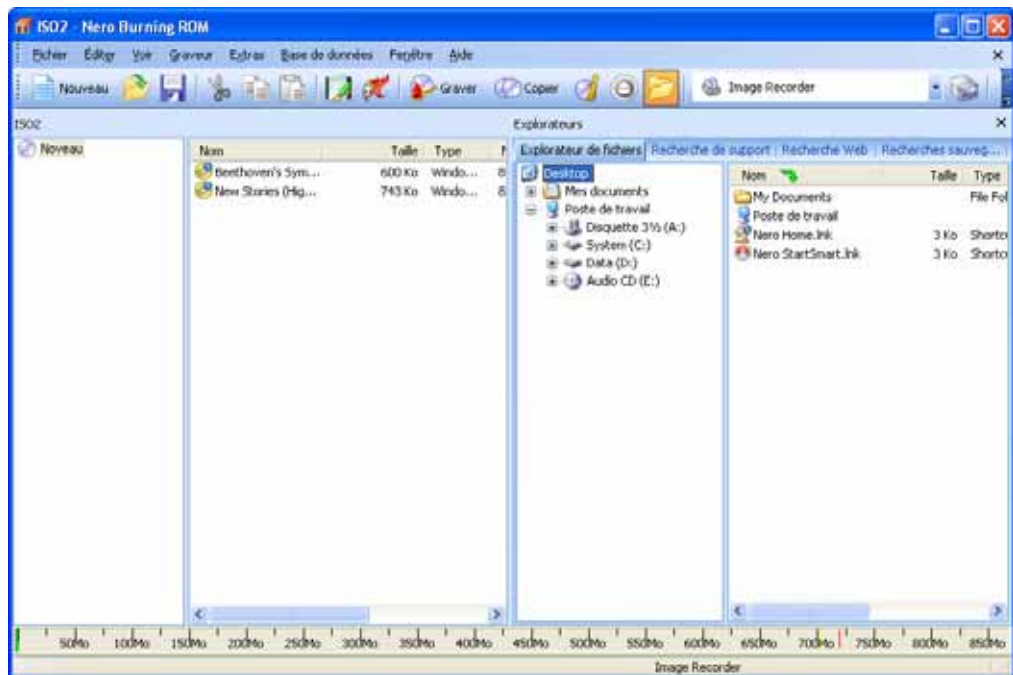 ISO2 - Nero Burning ROM
Fichier Éditer Voir Graveur Extras Base de données Fenêtre Aide
Nouveau Graver Copier Image Recorder
ISO2 Explorateurs
Noveau
Nom Taille Type
Beethoven's Sym... 600 Ko Windo...
New Stories (Hig... 743 Ko Windo...
Explorateur de fichiers Recherche de support Recherche Web Recherches sauveg...
Desktop
Mes documents
Poste de travail
Disquette 3½ (A:)
System (C:)
Data (D:)
Audio CD (E:)
Nom Taille Type
My Documents File Fol
Poste de travail
Nero Home.lnk 3 Ko Shortcu
Nero StartSmart.lnk 3 Ko Shortcu
50Mo 100Mo 150Mo 200Mo 250Mo 300Mo 350Mo 400Mo 450Mo 500Mo 550Mo 600Mo 650Mo 700Mo 750Mo 800Mo 850Mo
Image Recorder